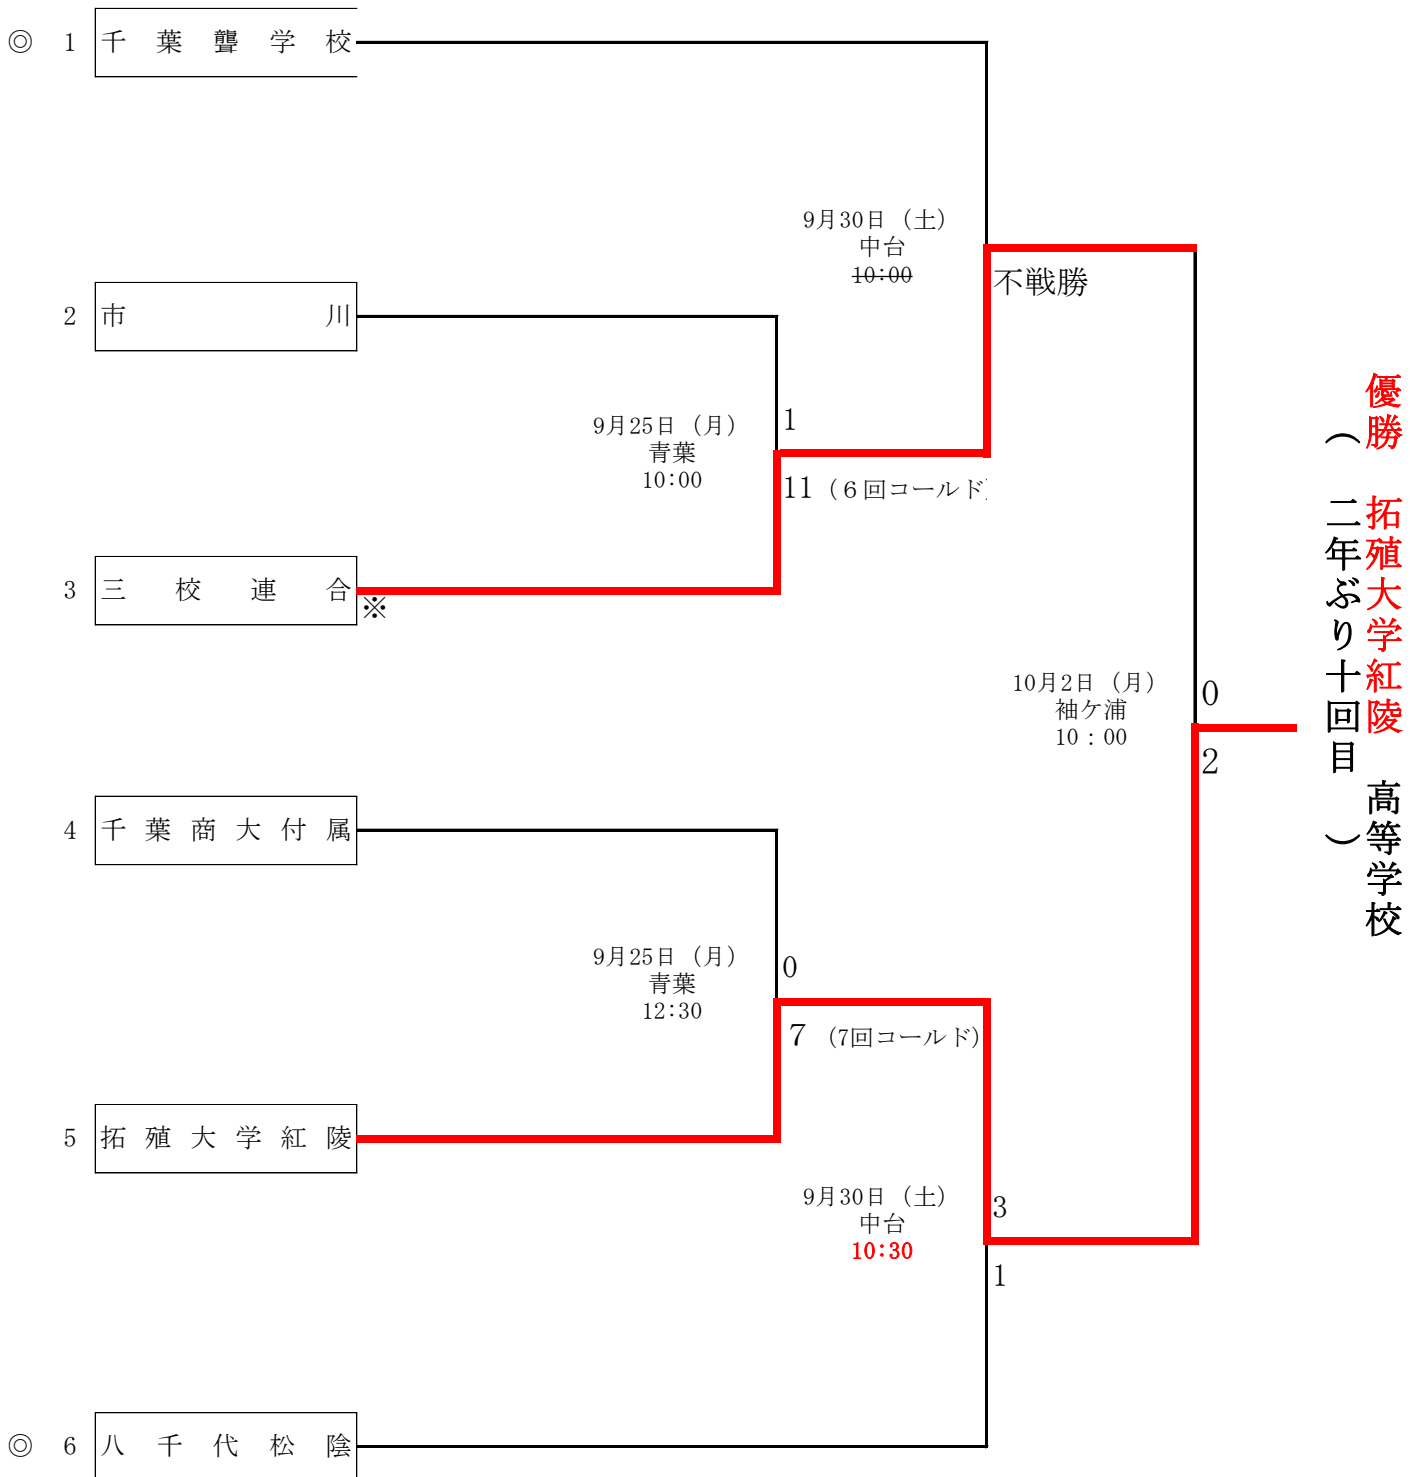 ◎ 1 千葉聾学校
9月30日（土）
中台
10:00
不戦勝
2 市川
9月25日（月）
青葉
10:00
1
11（６回コールド）
3 三校連合
※
10月2日（月）
袖ケ浦
10：00
0
2
優勝 拓殖大学紅陵 高等学校
（ 二年ぶり十回目 ）
4 千葉商大付属
9月25日（月）
青葉
12:30
0
７（7回コールド）
5 拓殖大学紅陵
9月30日（土）
中台
10:30
3
1
◎ 6 八千代松陰